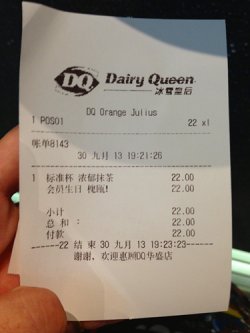 DQ Dairy Queen
冰雪皇后
DQ Orange Julius
1 POS01 22 xl
帐单8143
30 九月 13 19:21:26
1 标准杯 浓郁抹茶 22.00
会员生日 槐瓯! 22.00
小计 22.00
总 和 : 22.00
付款 22.00
------22 结 束 30 九月 13 19:23:23------
谢谢, 欢迎惠顾DQ华盛店